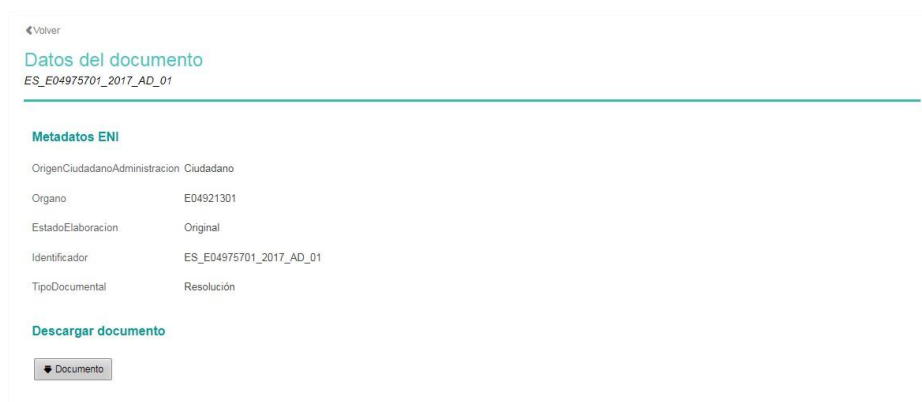 Volver
Datos del documento
ES_E04975701_2017_AD_01
Metadatos ENI
OrigenCiudadanoAdministracion Ciudadano
Organo E04921301
EstadoElaboracion Original
Identificador ES_E04975701_2017_AD_01
TipoDocumental Resolución
Descargar documento
Documento